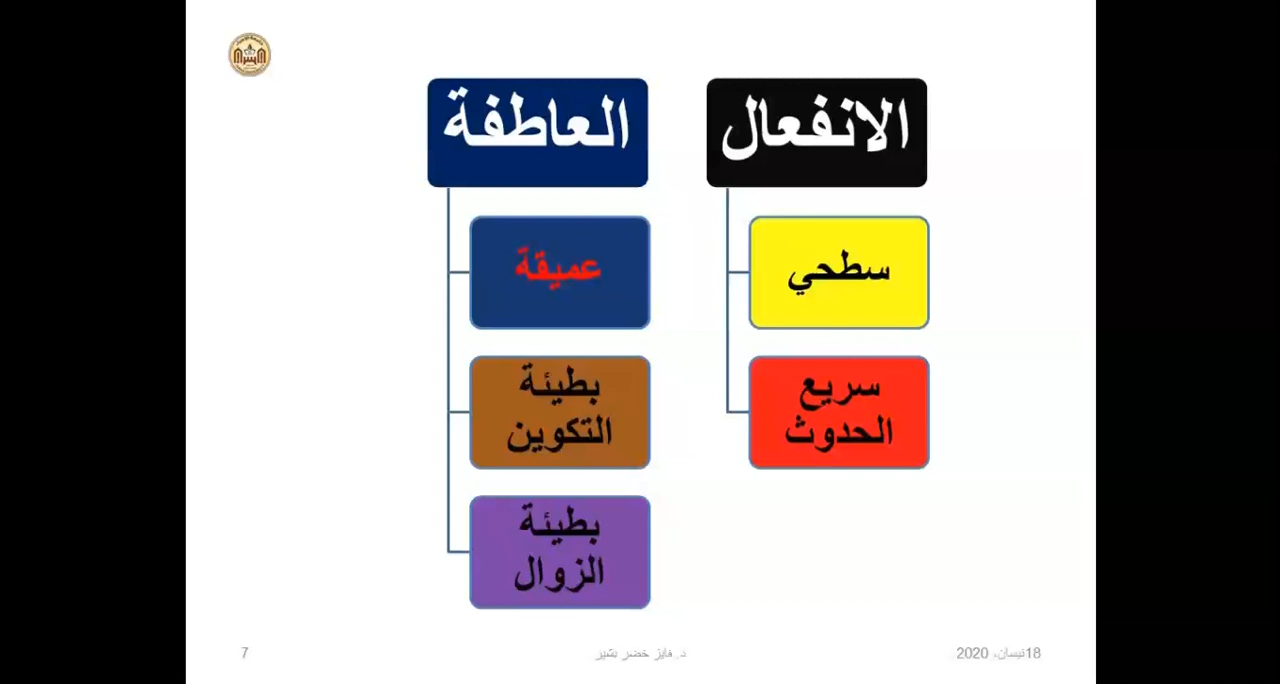 الانفعال
سطحي
سريع
الحدوث
العاطفة
عميقة
بطيئة
التكوين
بطيئة
الزوال
18نيسان، 2020
د. فايز خضر بشير
7